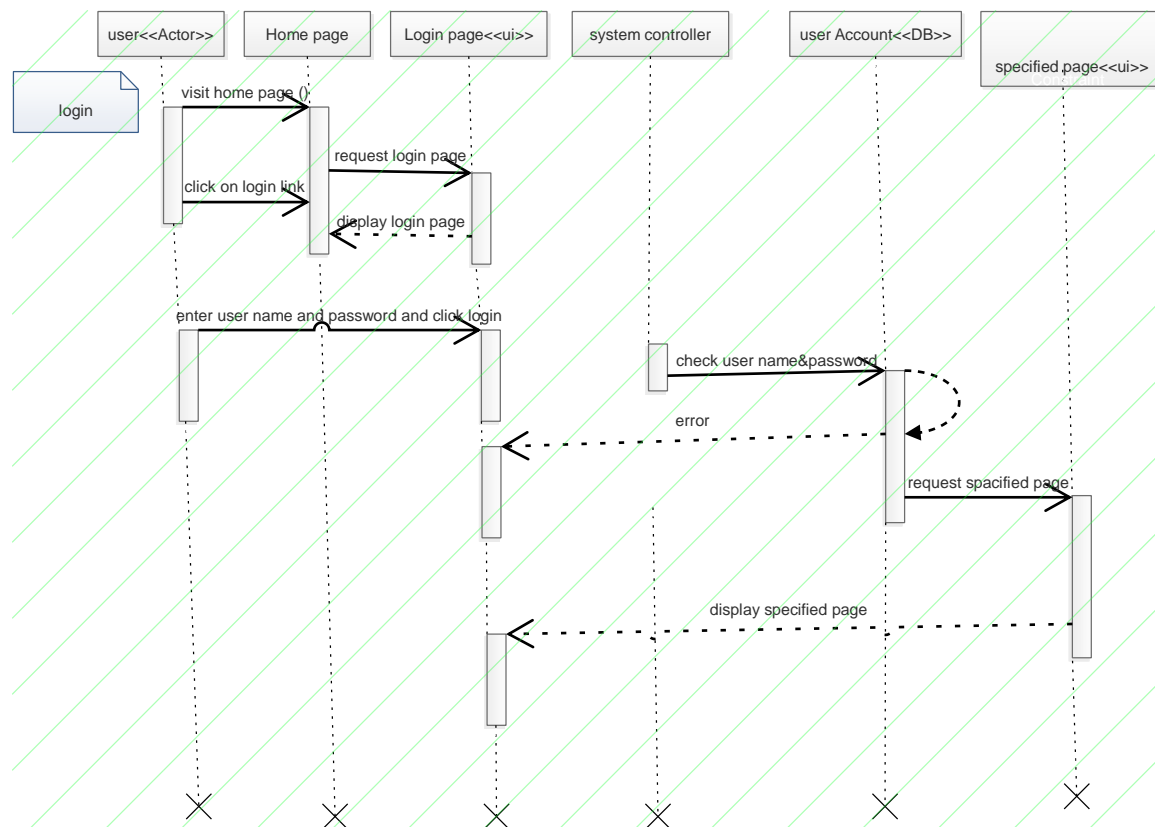 user<<Actor>>
Home page
Login page<<ui>>
system controller
user Account<<DB>>
specified page<<ui>>
Constraint
login
visit home page ()
request login page
click on login link
display login page
enter user name and password and click login
check user name&password
error
request spacified page
display specified page